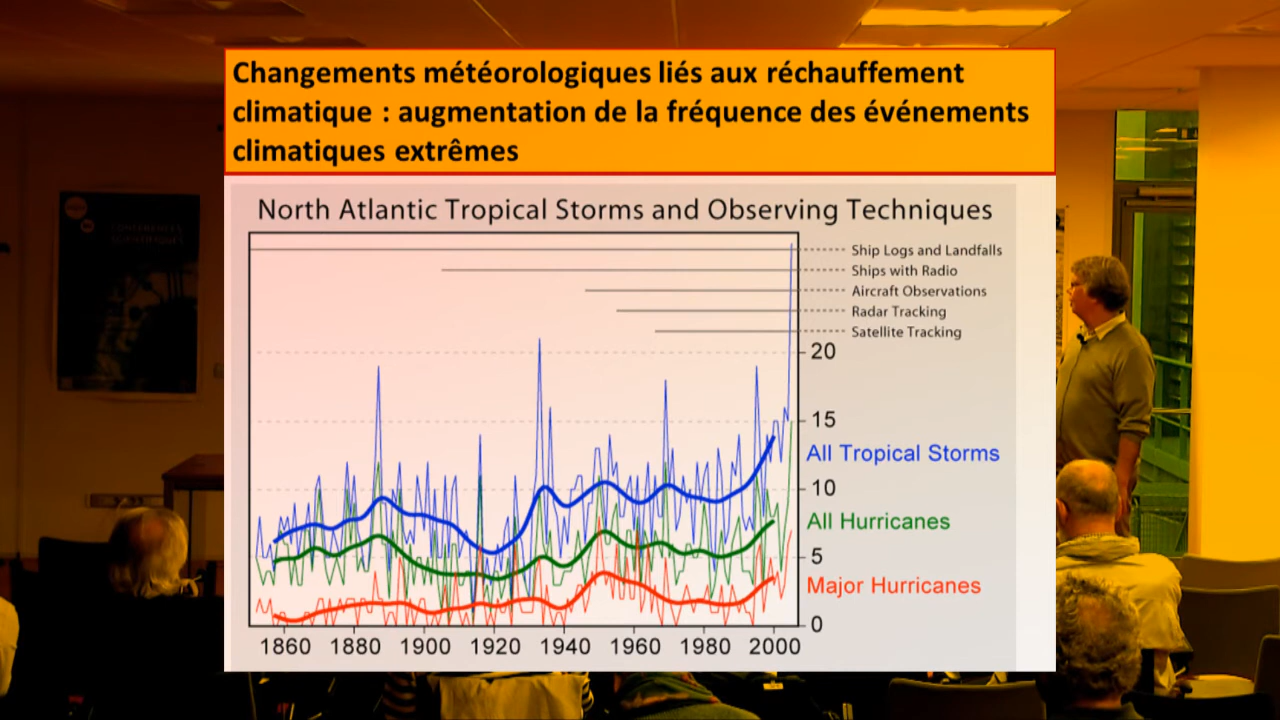 Changements météorologiques liés aux réchauffement
climatique : augmentation de la fréquence des événements
climatiques extrêmes
North Atlantic Tropical Storms and Observing Techniques
Ship Logs and Landfalls
Ships with Radio
Aircraft Observations
Radar Tracking
Satellite Tracking
20
15
All Tropical Storms
10
All Hurricanes
5
Major Hurricanes
0
1860 1880 1900 1920 1940 1960 1980 2000